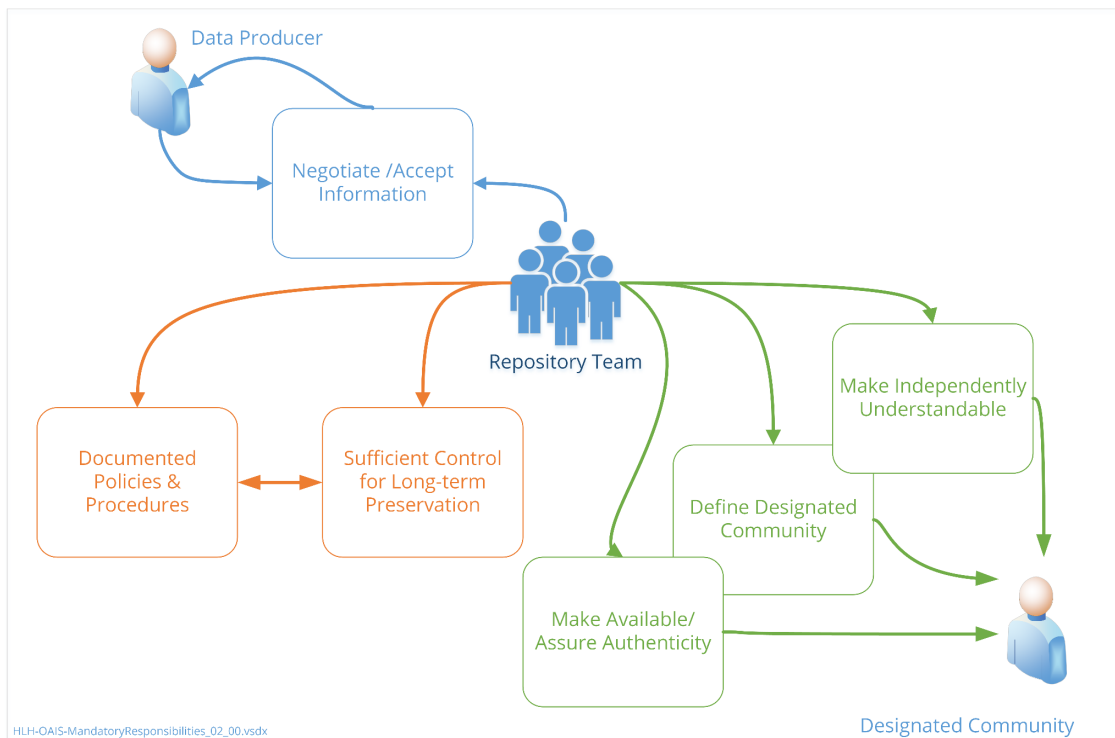 Data Producer
Negotiate /Accept
Information
Repository Team
Make Independently
Understandable
Documented
Policies &
Procedures
Sufficient Control
for Long-term
Preservation
Define Designated
Community
Make Available/
Assure Authenticity
HLH-OAIS-MandatoryResponsibilities_02_00.vsdx
Designated Community